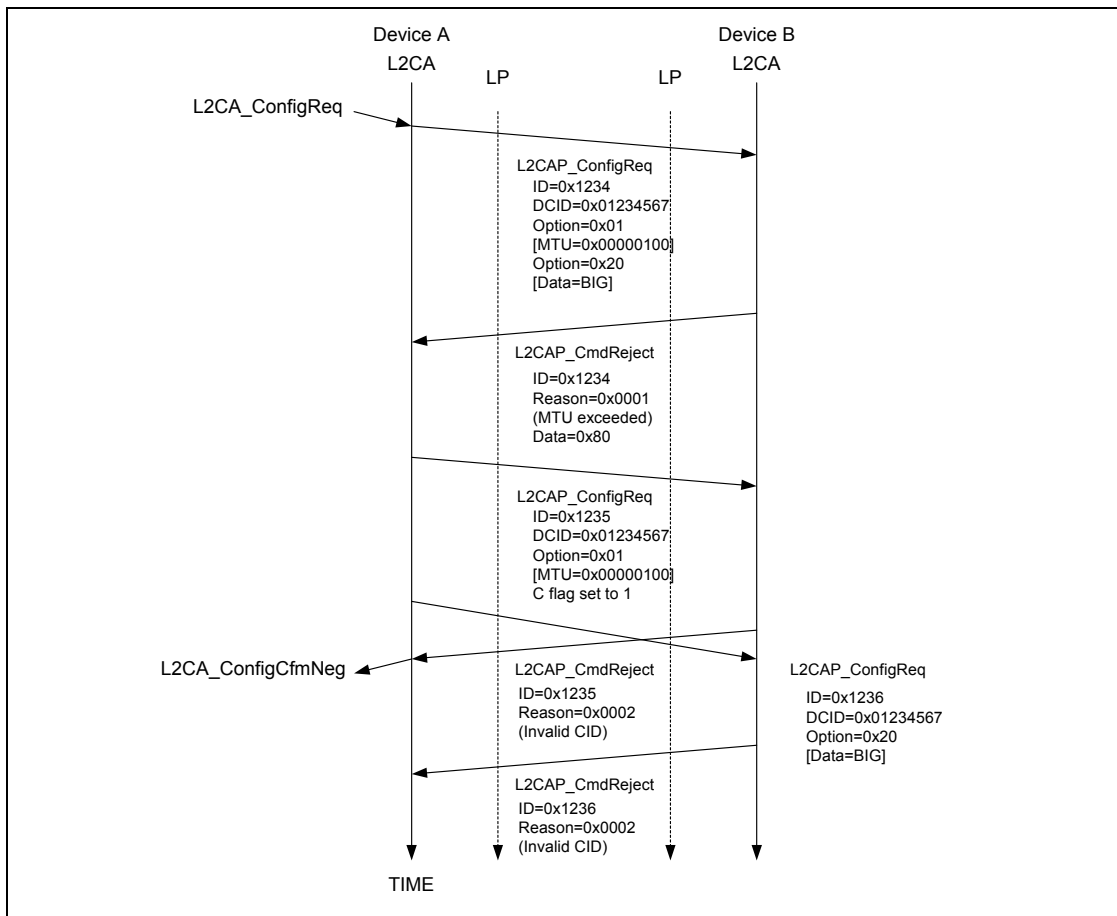 Device A
Device B
L2CA
LP
LP
L2CA
L2CA_ConfigReq
L2CAP_ConfigReq
ID=0x1234
DCID=0x01234567
Option=0x01
[MTU=0x00000100]
Option=0x20
[Data=BIG]
L2CAP_CmdReject
ID=0x1234
Reason=0x0001
(MTU exceeded)
Data=0x80
L2CAP_ConfigReq
ID=0x1235
DCID=0x01234567
Option=0x01
[MTU=0x00000100]
C flag set to 1
L2CA_ConfigCfmNeg
L2CAP_CmdReject
ID=0x1235
Reason=0x0002
(Invalid CID)
L2CAP_ConfigReq
ID=0x1236
DCID=0x01234567
Option=0x20
[Data=BIG]
L2CAP_CmdReject
ID=0x1236
Reason=0x0002
(Invalid CID)
TIME